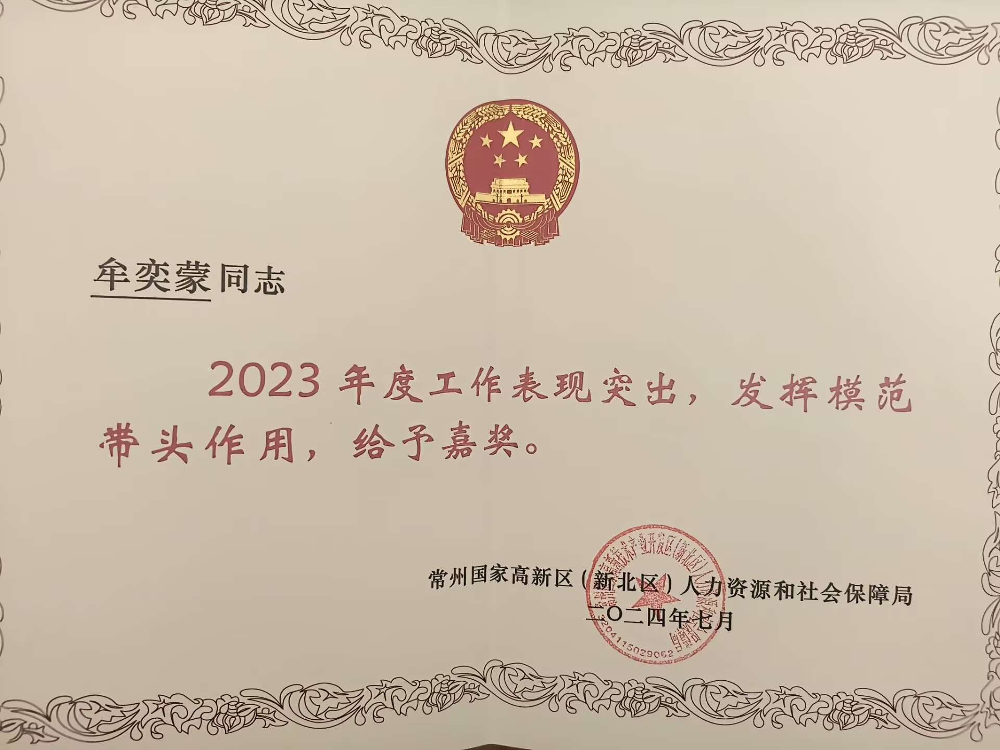 牟奕蒙同志
2023年度工作表现突出，发挥模范
带头作用，给予嘉奖。
常州国家高新区(新北区)人力资源和社会保障局
二〇二四年七月
3204115029062